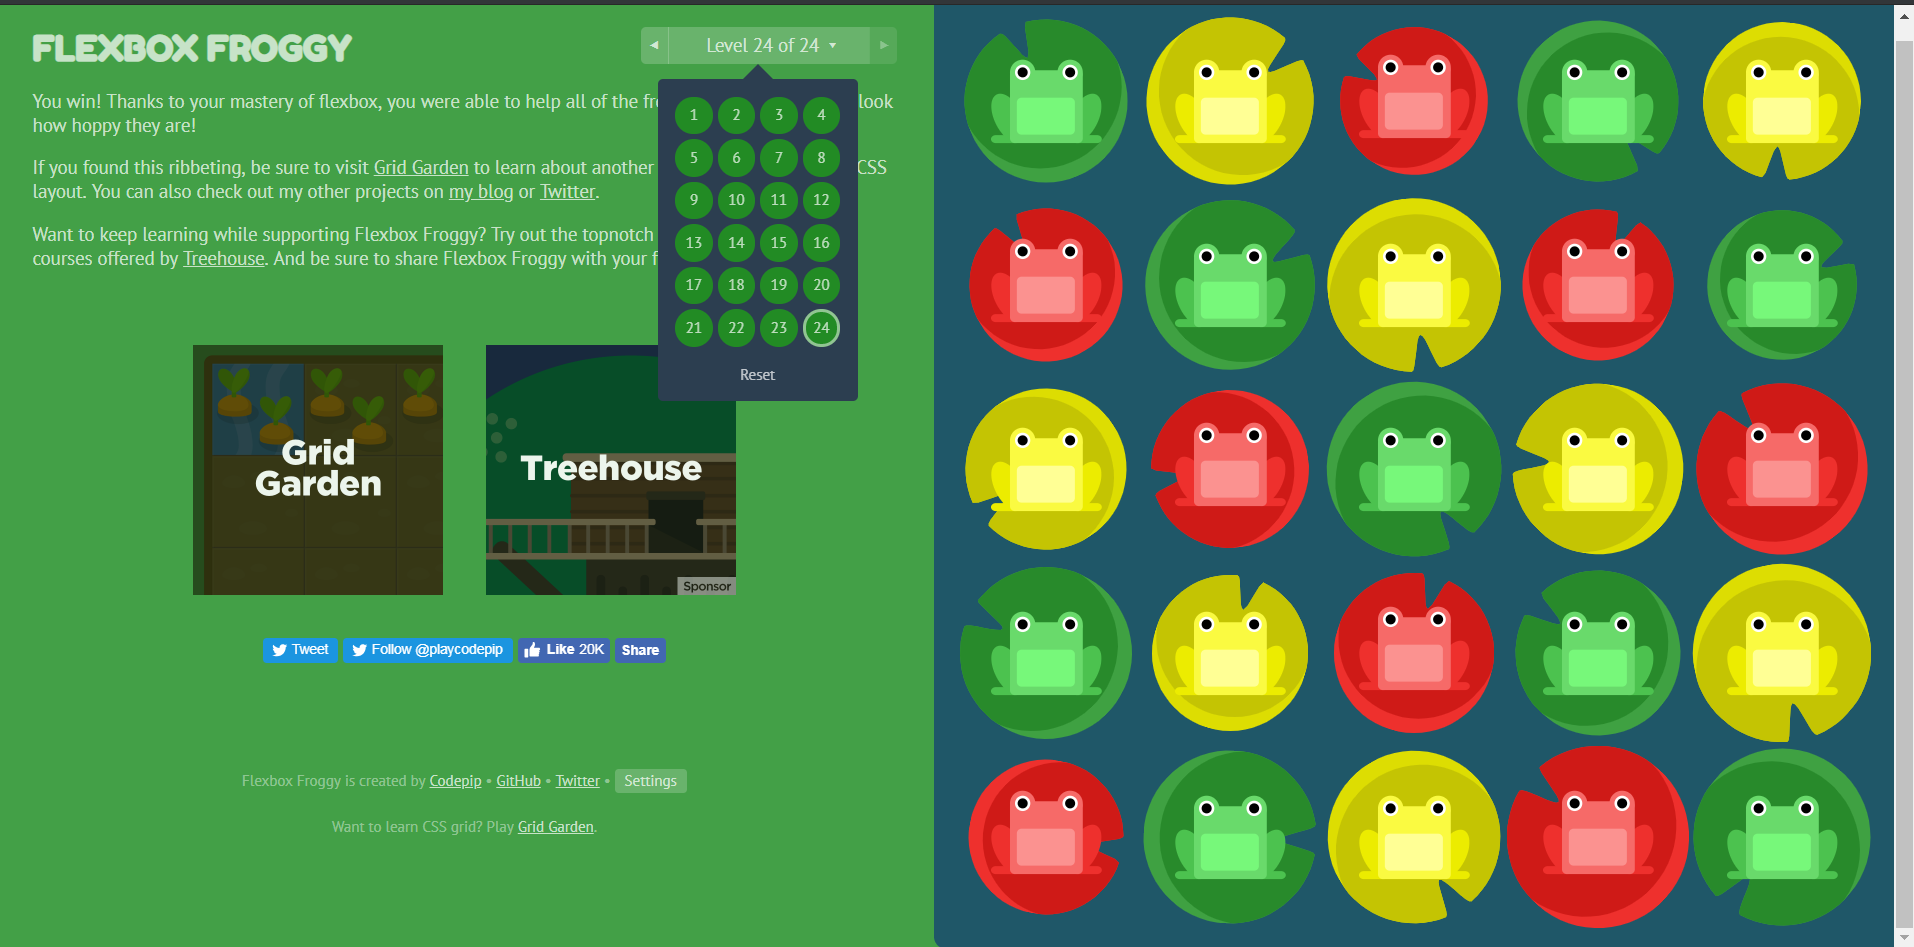 FLEXBOX FROGGY
◄ Level 24 of 24 ▼ ►
You win! Thanks to your mastery of flexbox, you were able to help all of the look
how hoppy they are!
If you found this ribbeting, be sure to visit Grid Garden to learn about another CSS
layout. You can also check out my other projects on my blog or Twitter.
Want to keep learning while supporting Flexbox Froggy? Try out the topnotch
courses offered by Treehouse. And be sure to share Flexbox Froggy with your
1 2 3 4
5 6 7 8
9 10 11 12
13 14 15 16
17 18 19 20
21 22 23 24
Reset
Grid
Garden
Treehouse
Sponsor
Tweet Follow @playcodepip Like 20K Share
Flexbox Froggy is created by Codepip • GitHub • Twitter • Settings
Want to learn CSS grid? Play Grid Garden.